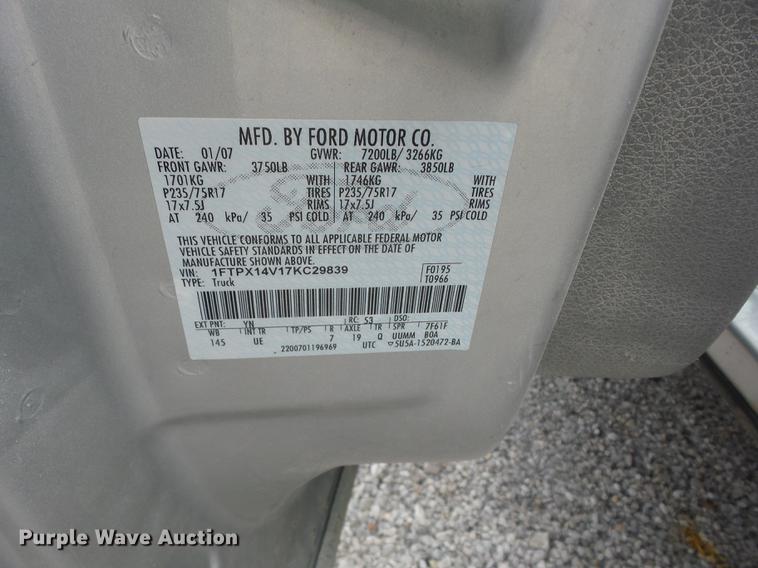 MFD. BY FORD MOTOR CO.
DATE: 01/07 GVWR: 7200LB/ 3266KG
FRONT GAWR: 3750LB REAR GAWR: 3850LB
1701KG WITH 1746KG WITH
P235/75R17 TIRES P235/75R17 TIRES
17x7.5J RIMS 17x7.5J RIMS
AT 240 kPa/ 35 PSI COLD AT 240 kPa/ 35 PSI COLD
Ford
THIS VEHICLE CONFORMS TO ALL APPLICABLE FEDERAL MOTOR
VEHICLE SAFETY STANDARDS IN EFFECT ON THE DATE OF
MANUFACTURE SHOWN ABOVE.
VIN: 1FTPX14V17KC29839 F0195
TYPE: Truck T0966
EXT PNT: YN RC: 53 7F61F
WB INT TR TP/PS R AXLE TR SPR BOA
145 UE 7 19 Q UUMM
2200701196969 UTC ▽5U5A-1520472-BA
Purple Wave Auction